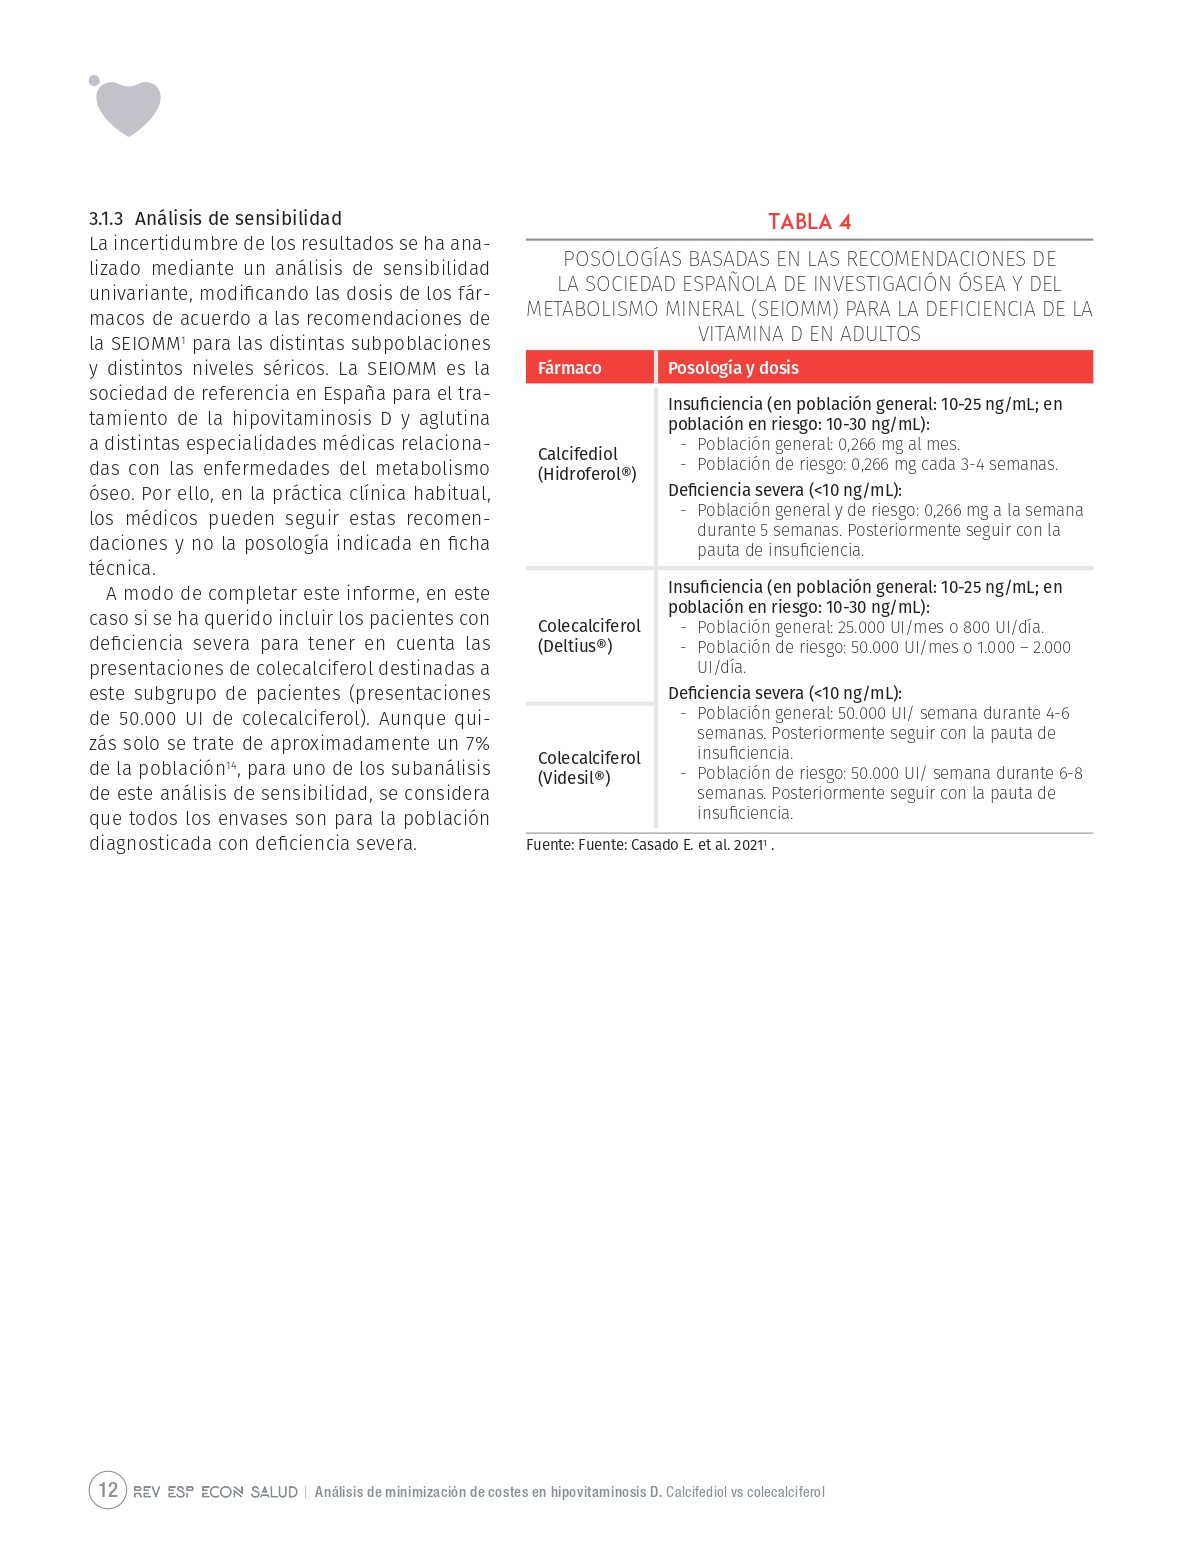 3.1.3 Análisis de sensibilidad
La incertidumbre de los resultados se ha ana-
lizado mediante un análisis de sensibilidad
univariante, modificando las dosis de los fár-
macos de acuerdo a las recomendaciones de
la SEIOMM¹ para las distintas subpoblaciones
y distintos niveles séricos. La SEIOMM es la
sociedad de referencia en España para el tra-
tamiento de la hipovitaminosis D y aglutina
a distintas especialidades médicas relaciona-
das con las enfermedades del metabolismo
óseo. Por ello, en la práctica clínica habitual,
los médicos pueden seguir estas recomen-
daciones y no la posología indicada en ficha
técnica.
A modo de completar este informe, en este
caso si se ha querido incluir los pacientes con
deficiencia severa para tener en cuenta las
presentaciones de colecalciferol destinadas a
este subgrupo de pacientes (presentaciones
de 50.000 UI de colecalciferol). Aunque qui-
zás solo se trate de aproximadamente un 7%
de la población¹⁴, para uno de los subanálisis
de este análisis de sensibilidad, se considera
que todos los envases son para la población
diagnosticada con deficiencia severa.
TABLA 4
POSOLOGÍAS BASADAS EN LAS RECOMENDACIONES DE
LA SOCIEDAD ESPAÑOLA DE INVESTIGACIÓN ÓSEA Y DEL
METABOLISMO MINERAL (SEIOMM) PARA LA DEFICIENCIA DE LA
VITAMINA D EN ADULTOS
Fármaco Posología y dosis
Calcifediol
(Hidroferol®)
Insuficiencia (en población general: 10-25 ng/mL; en
población en riesgo: 10-30 ng/mL):
- Población general: 0,266 mg al mes.
- Población de riesgo: 0,266 mg cada 3-4 semanas.
Deficiencia severa (<10 ng/mL):
- Población general y de riesgo: 0,266 mg a la semana
durante 5 semanas. Posteriormente seguir con la
pauta de insuficiencia.
Colecalciferol
(Deltius®)
Colecalciferol
(Videsil®)
Insuficiencia (en población general: 10-25 ng/mL; en
población en riesgo: 10-30 ng/mL):
- Población general: 25.000 UI/mes o 800 UI/día.
- Población de riesgo: 50.000 UI/mes o 1.000 – 2.000
UI/día.
Deficiencia severa (<10 ng/mL):
- Población general: 50.000 UI/ semana durante 4-6
semanas. Posteriormente seguir con la pauta de
insuficiencia.
- Población de riesgo: 50.000 UI/ semana durante 6-8
semanas. Posteriormente seguir con la pauta de
insuficiencia.
Fuente: Fuente: Casado E. et al. 2021¹ .
12 REV ESP ECON SALUD | Análisis de minimización de costes en hipovitaminosis D. Calcifediol vs colecalciferol